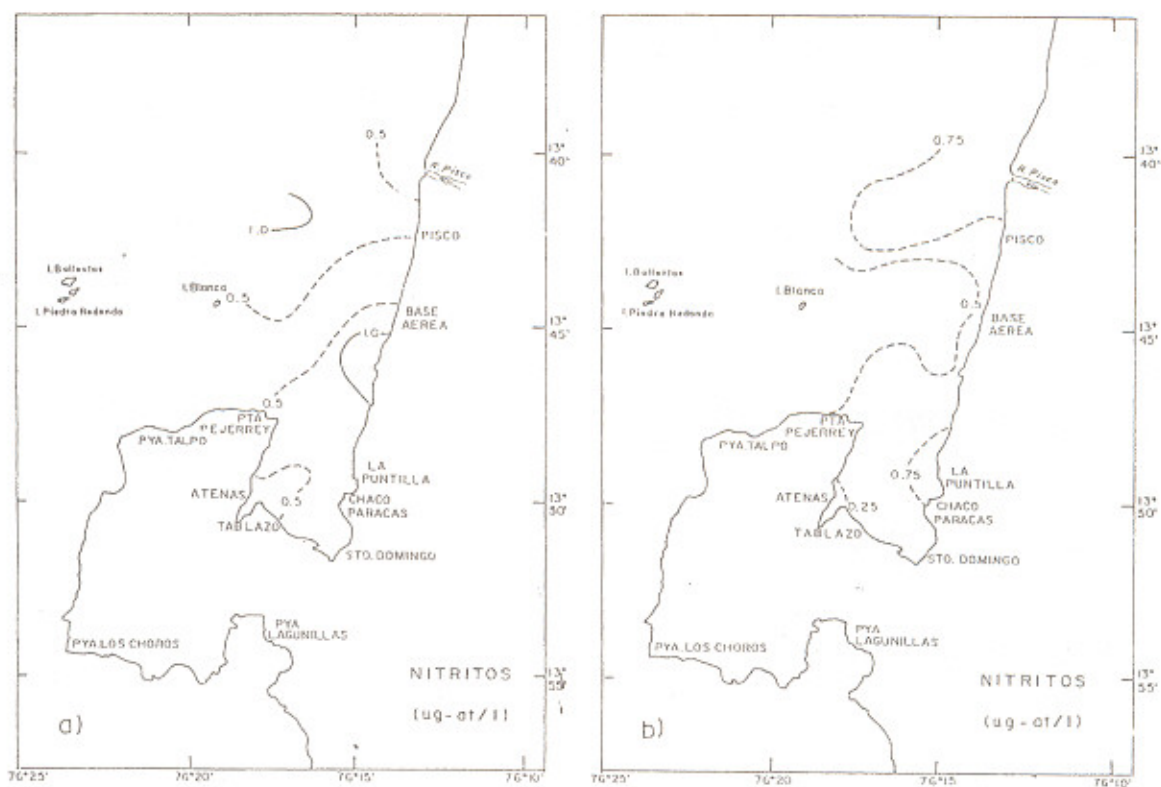 0.5
13°
40'
R. Pisco
1.0
PISCO
I. Ballestas
I. Blanca
0.5
I. Piedra Redonda
BASE
AEREA
13°
45'
1.0
0.5
PTA
PEJERREY
PYA. TALPO
LA
PUNTILLA
ATENAS
0.5
CHACO
PARACAS
13°
50'
TABLAZO
STO. DOMINGO
PYA
LAGUNILLAS
PYA. LOS CHOROS
NITRITOS
13°
55'
(ug-at/l)
a)
76°25'
76°20'
76°15'
76°10'
0.75
13°
40'
R. Pisco
PISCO
I. Ballestas
I. Blanca
0.5
I. Piedra Redonda
BASE
AEREA
13°
45'
PTA
PEJERREY
PYA. TALPO
LA
PUNTILLA
0.75
ATENAS
0.25
CHACO
PARACAS
13°
50'
TABLAZO
STO. DOMINGO
PYA
LAGUNILLAS
PYA. LOS CHOROS
NITRITOS
13°
55'
(ug-at/l)
b)
76°25'
76°20'
76°15'
76°10'